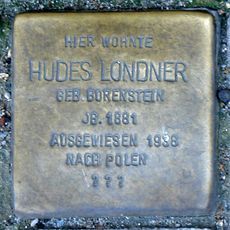 HIER WOHNTE
HUDES LONDNER
GEB. BORENSTEIN
JG. 1881
AUSGEWIESEN 1938
NACH POLEN
? ? ?